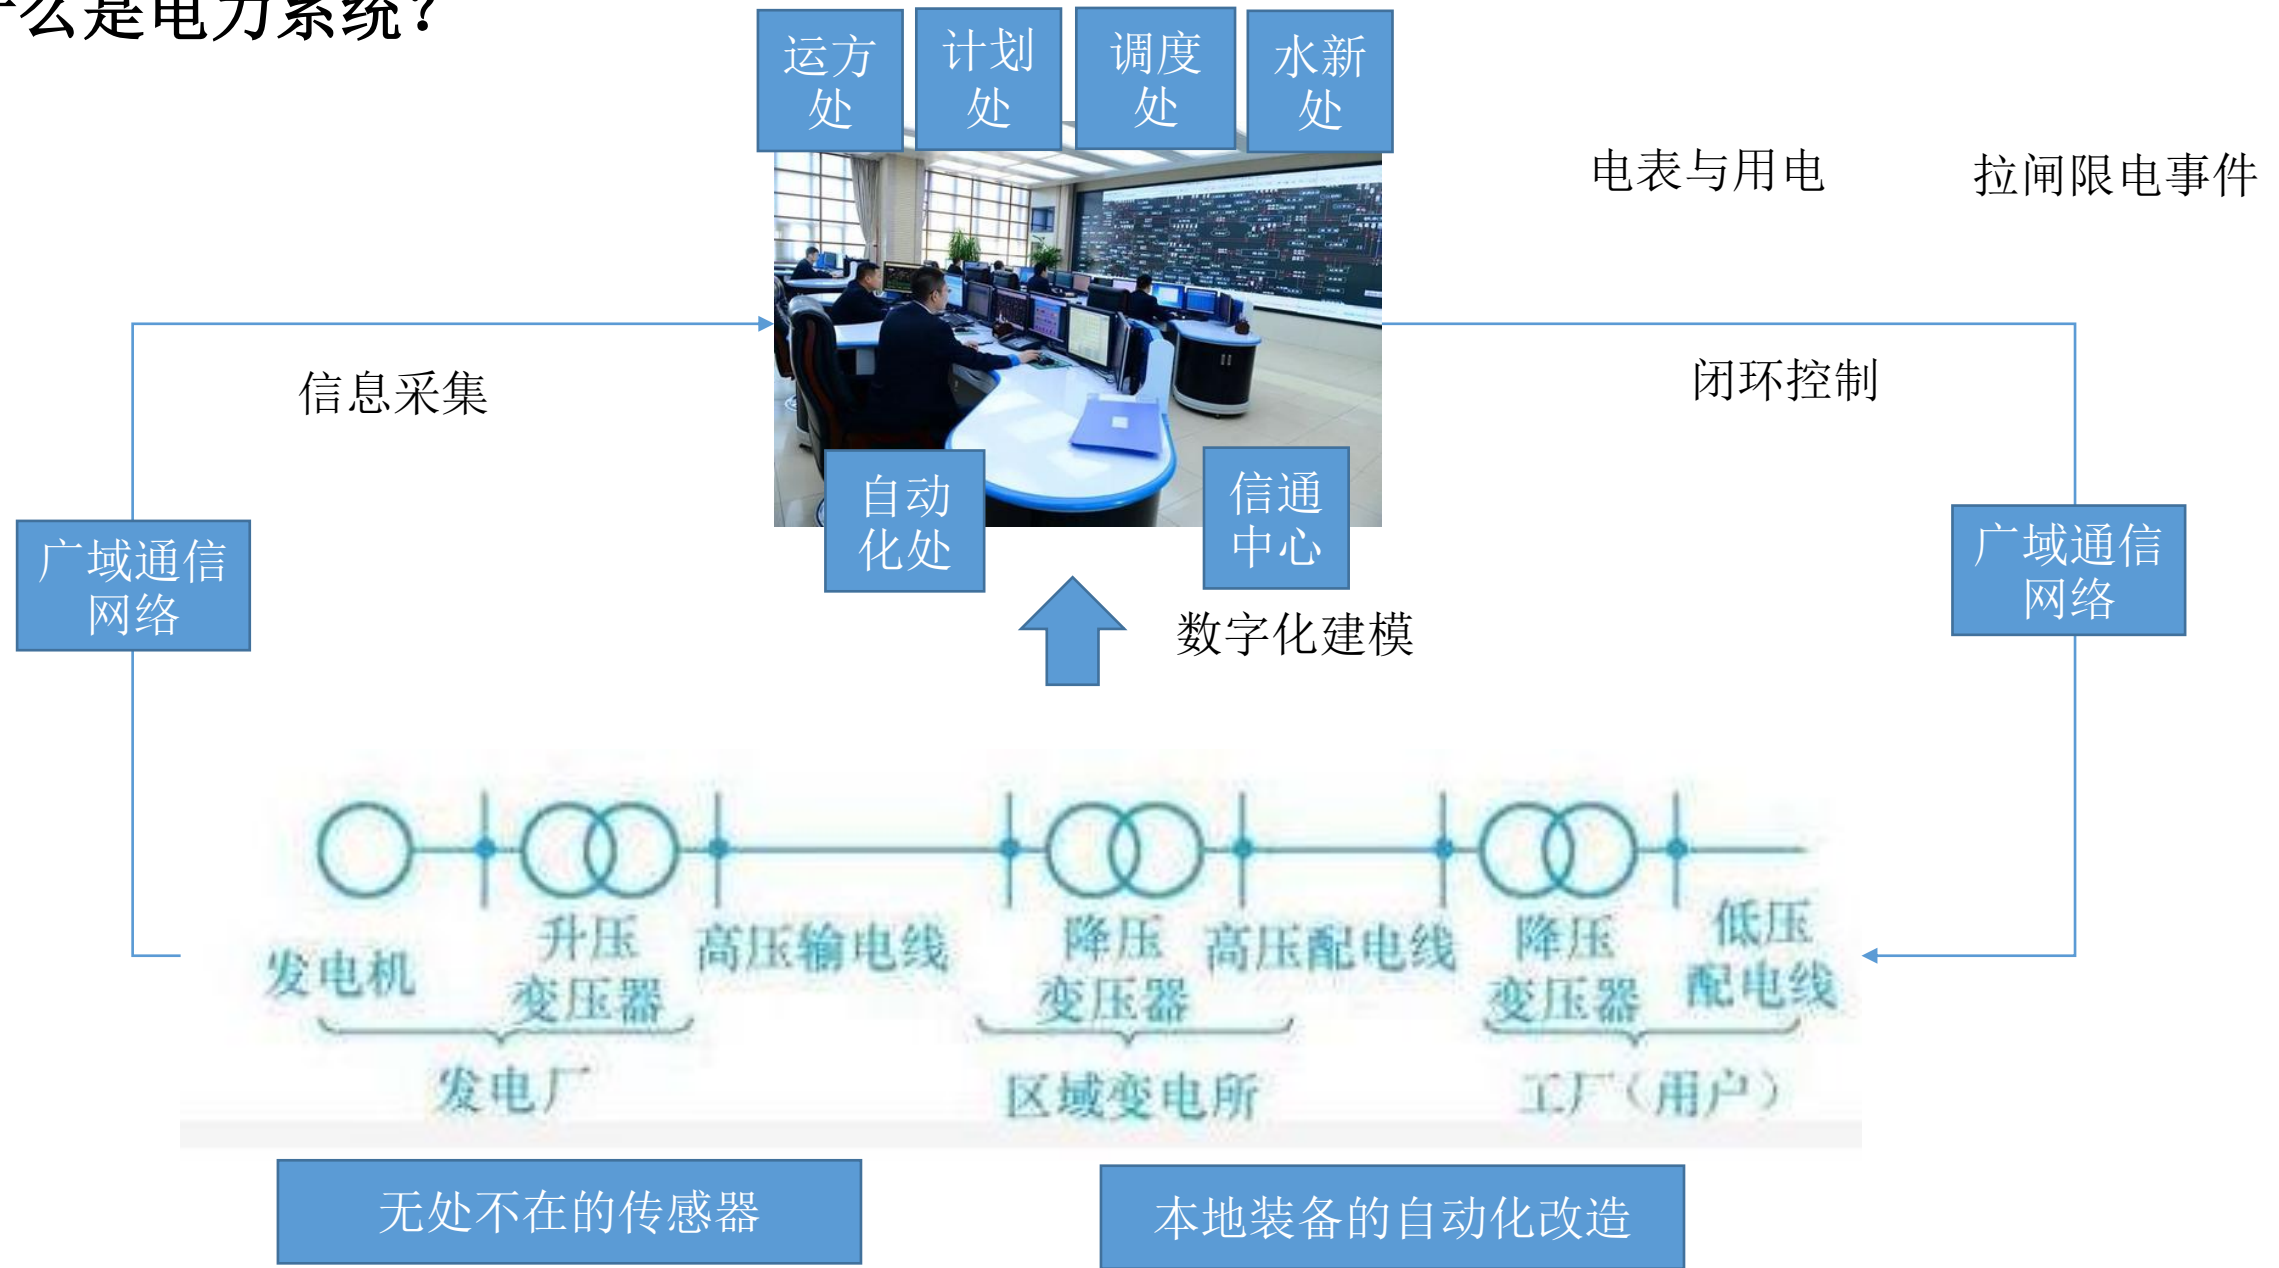 么是电力系统？
运方
处
计划
处
调度
处
水新
处
电表与用电
拉闸限电事件
信息采集
闭环控制
自动
化处
信通
中心
广域通信
网络
广域通信
网络
数字化建模
发电机
升压
变压器
高压输电线
降压
变压器
高压配电线
降压
变压器
低压
配电线
发电厂
区域变电所
工厂（用户）
无处不在的传感器
本地装备的自动化改造